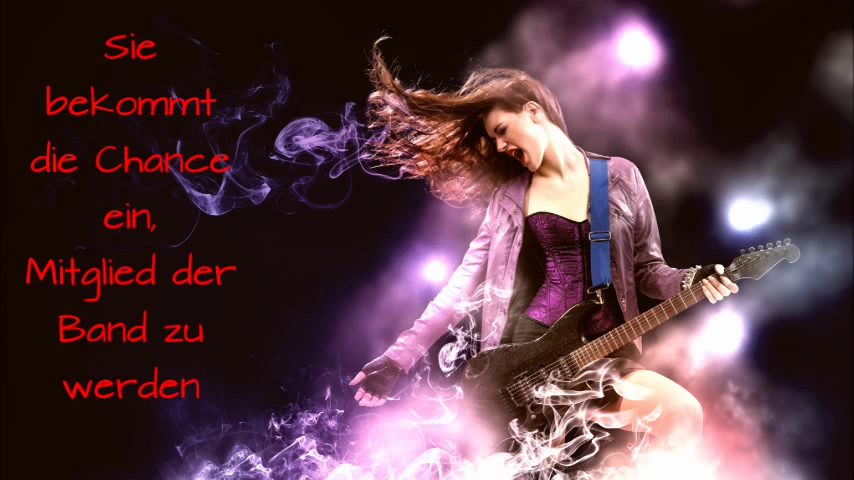 Sie
bekommt
die Chance
ein,
Mitglied der
Band zu
werden